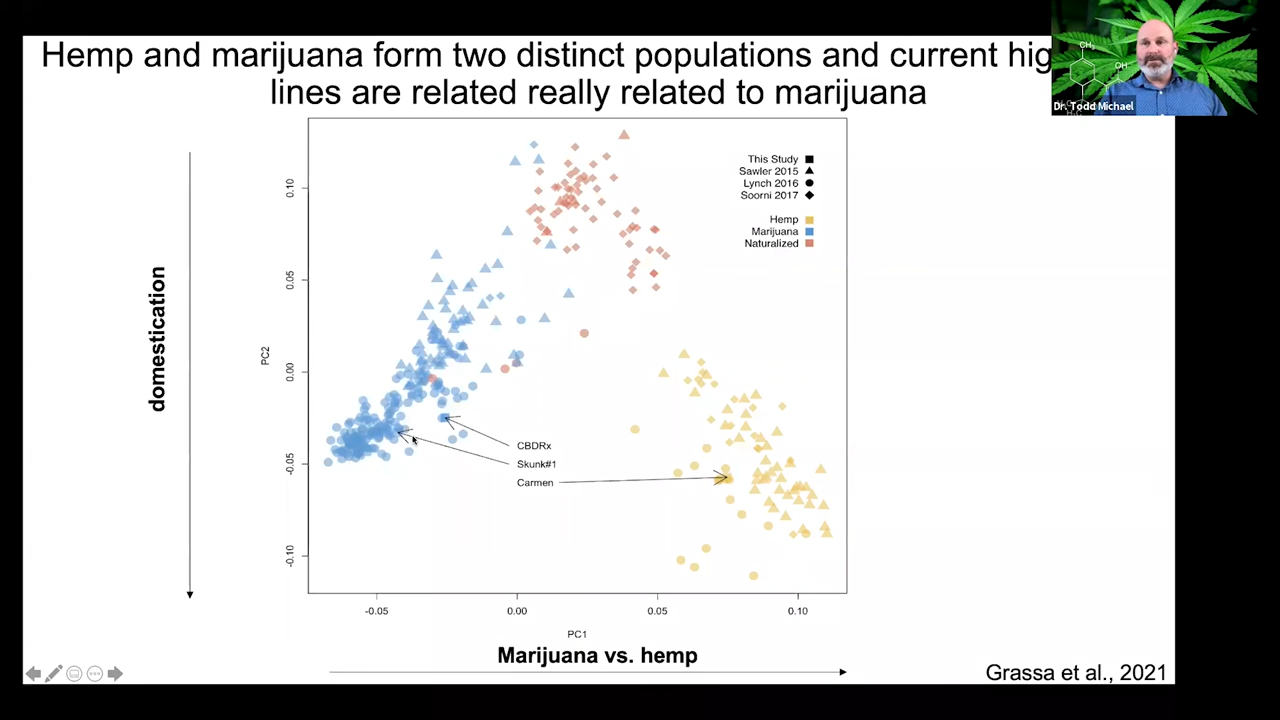 Hemp and marijuana form two distinct populations and current hig
lines are related really related to marijuana
CH₃
OH
Dr. Todd Michael
This Study
Sawler 2015
Lynch 2016
Soorni 2017
Hemp
Marijuana
Naturalized
domestication
PC2
0.10
0.05
0.00
-0.05
-0.10
CBDRx
Skunk#1
Carmen
-0.05 0.00 0.05 0.10
PC1
Marijuana vs. hemp
Grassa et al., 2021